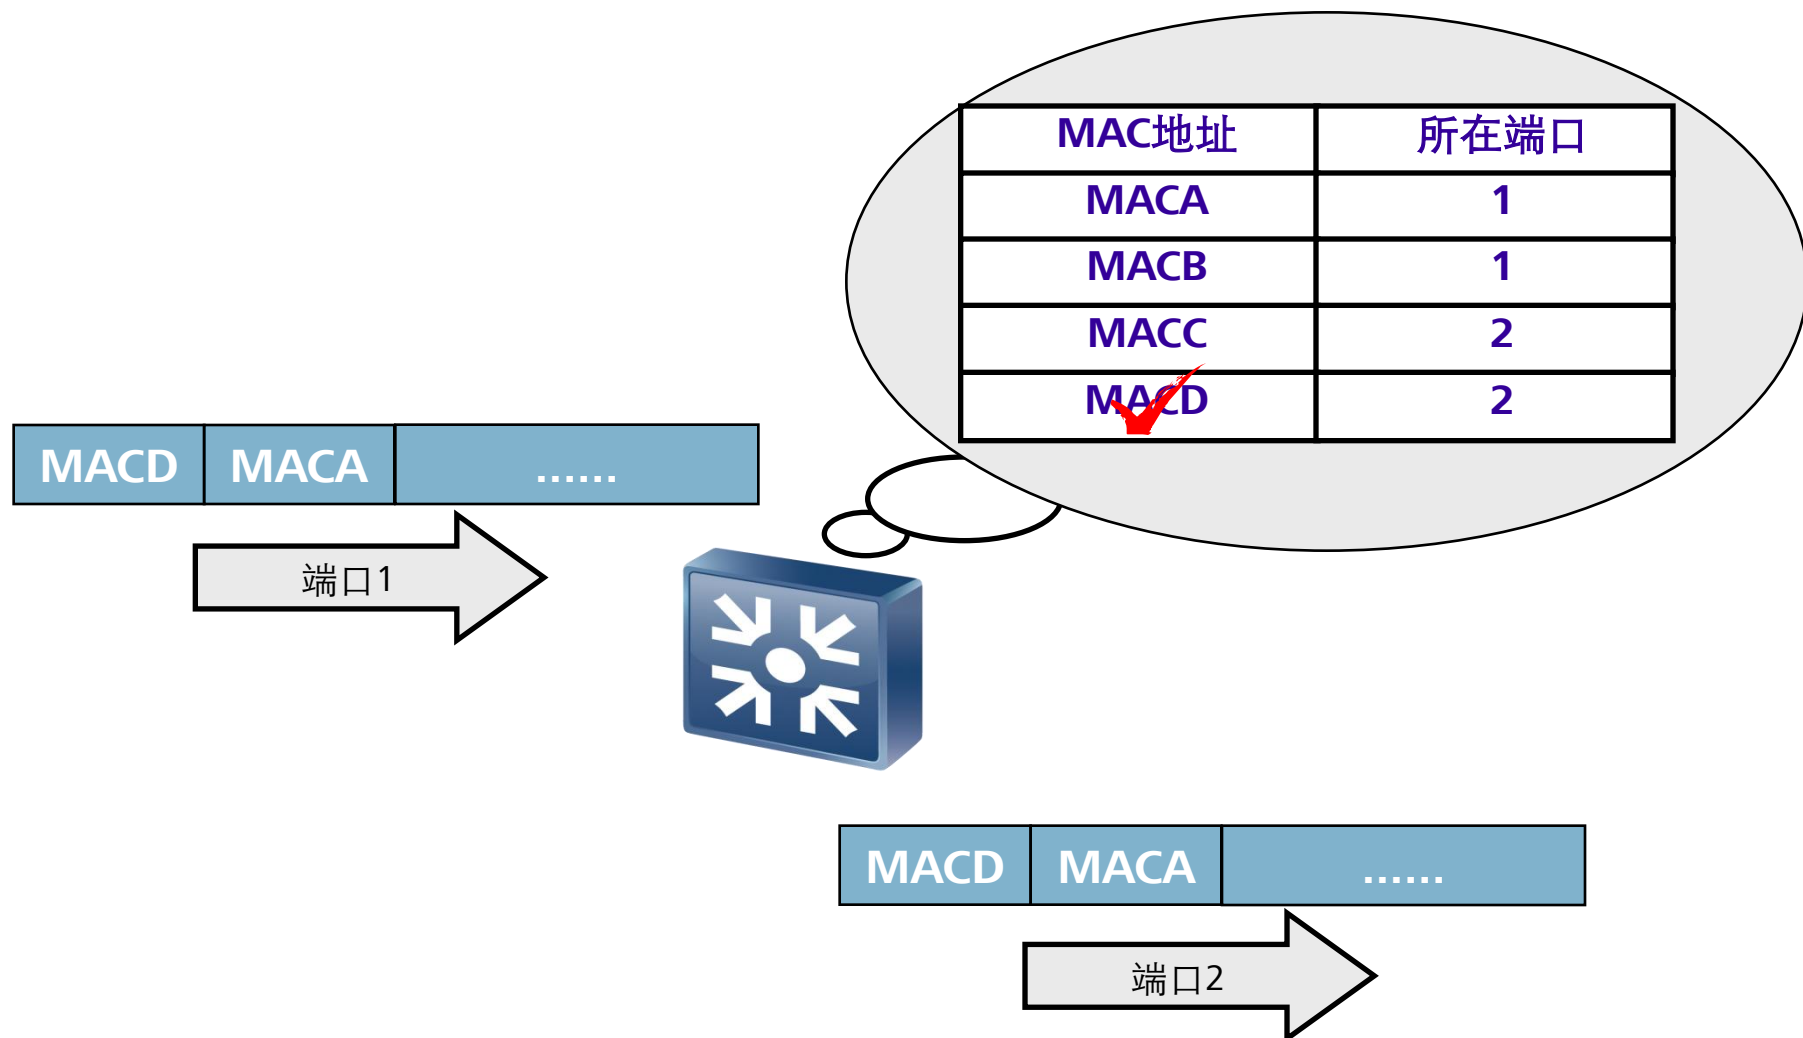 MAC地址 所在端口
MACA 1
MACB 1
MACC 2
MACD 2
MACD MACA ......
端口1
MACD MACA ......
端口2